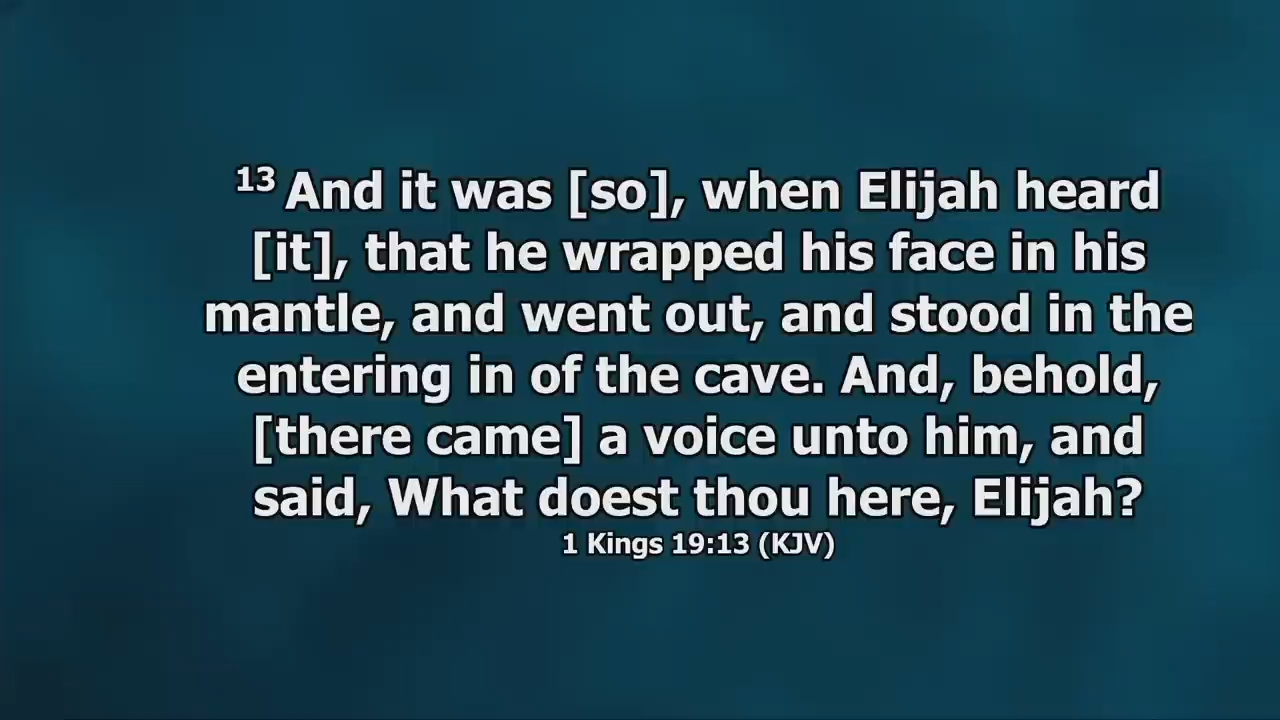 13 And it was [so], when Elijah heard
[it], that he wrapped his face in his
mantle, and went out, and stood in the
entering in of the cave. And, behold,
[there came] a voice unto him, and
said, What doest thou here, Elijah?
1 Kings 19:13 (KJV)